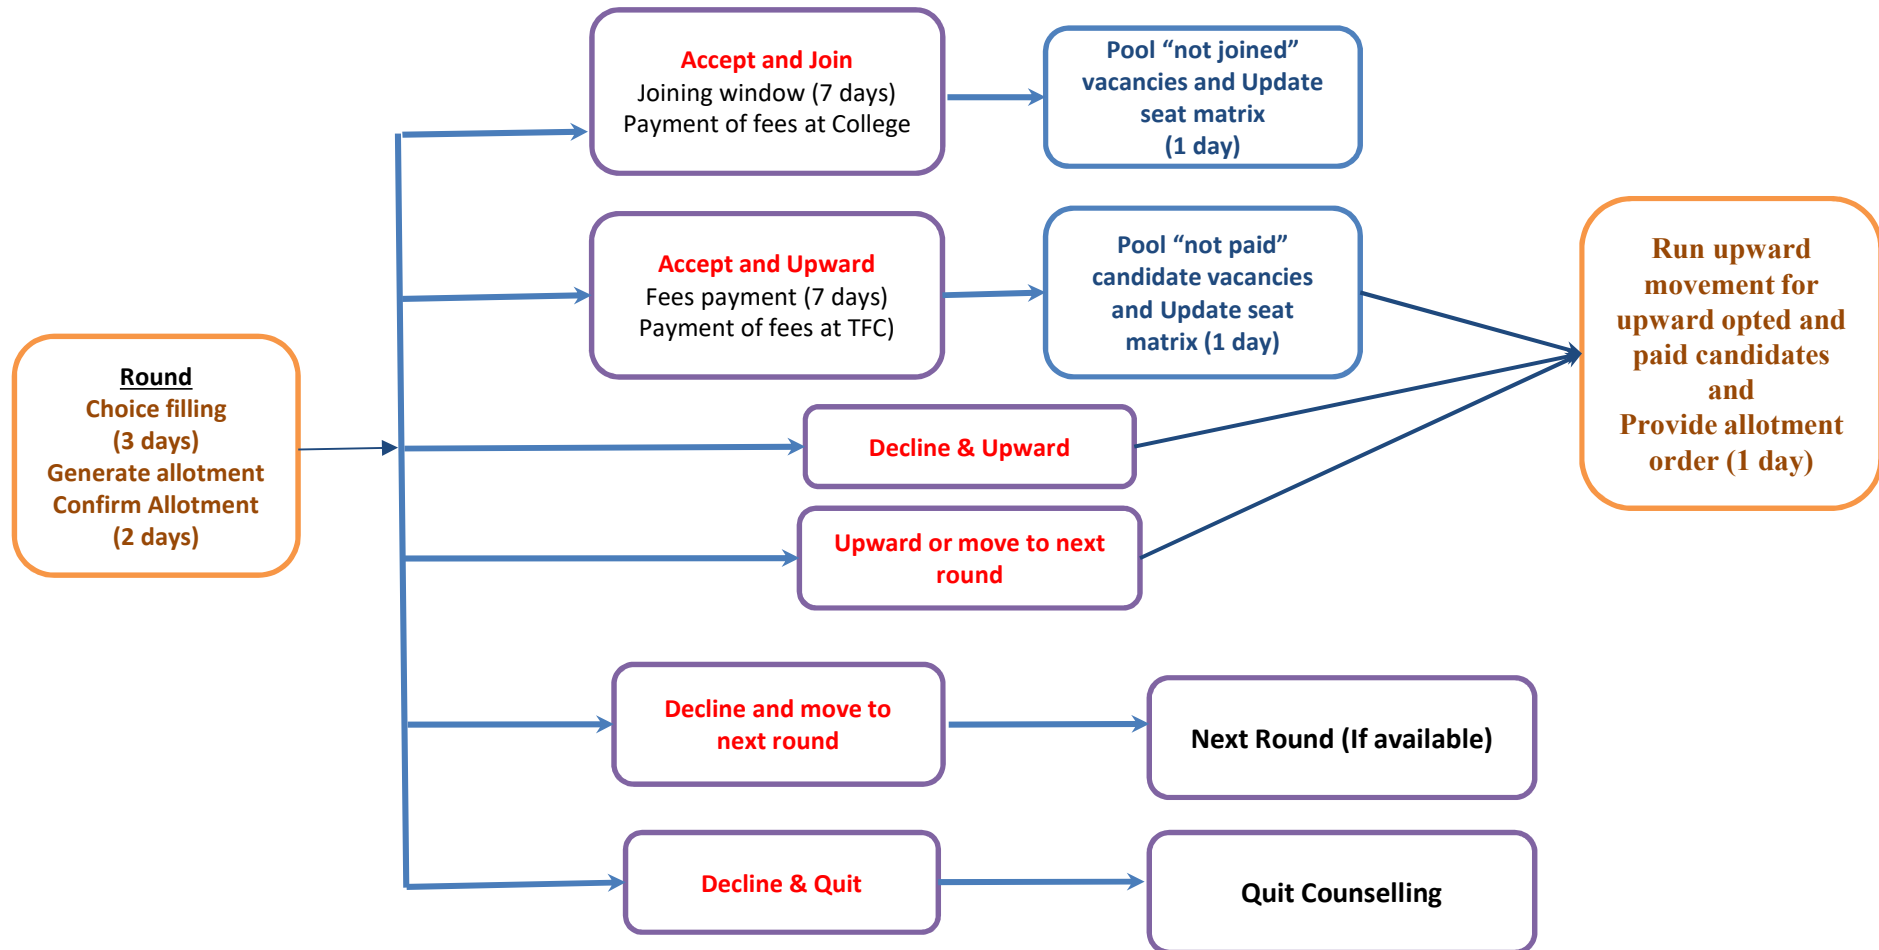 Round
Choice filling
(3 days)
Generate allotment
Confirm Allotment
(2 days)
Accept and Join
Joining window (7 days)
Payment of fees at College
Pool “not joined”
vacancies and Update
seat matrix
(1 day)
Accept and Upward
Fees payment (7 days)
Payment of fees at TFC)
Pool “not paid”
candidate vacancies
and Update seat
matrix (1 day)
Decline & Upward
Upward or move to next
round
Run upward
movement for
upward opted and
paid candidates
and
Provide allotment
order (1 day)
Decline and move to
next round
Next Round (If available)
Decline & Quit
Quit Counselling